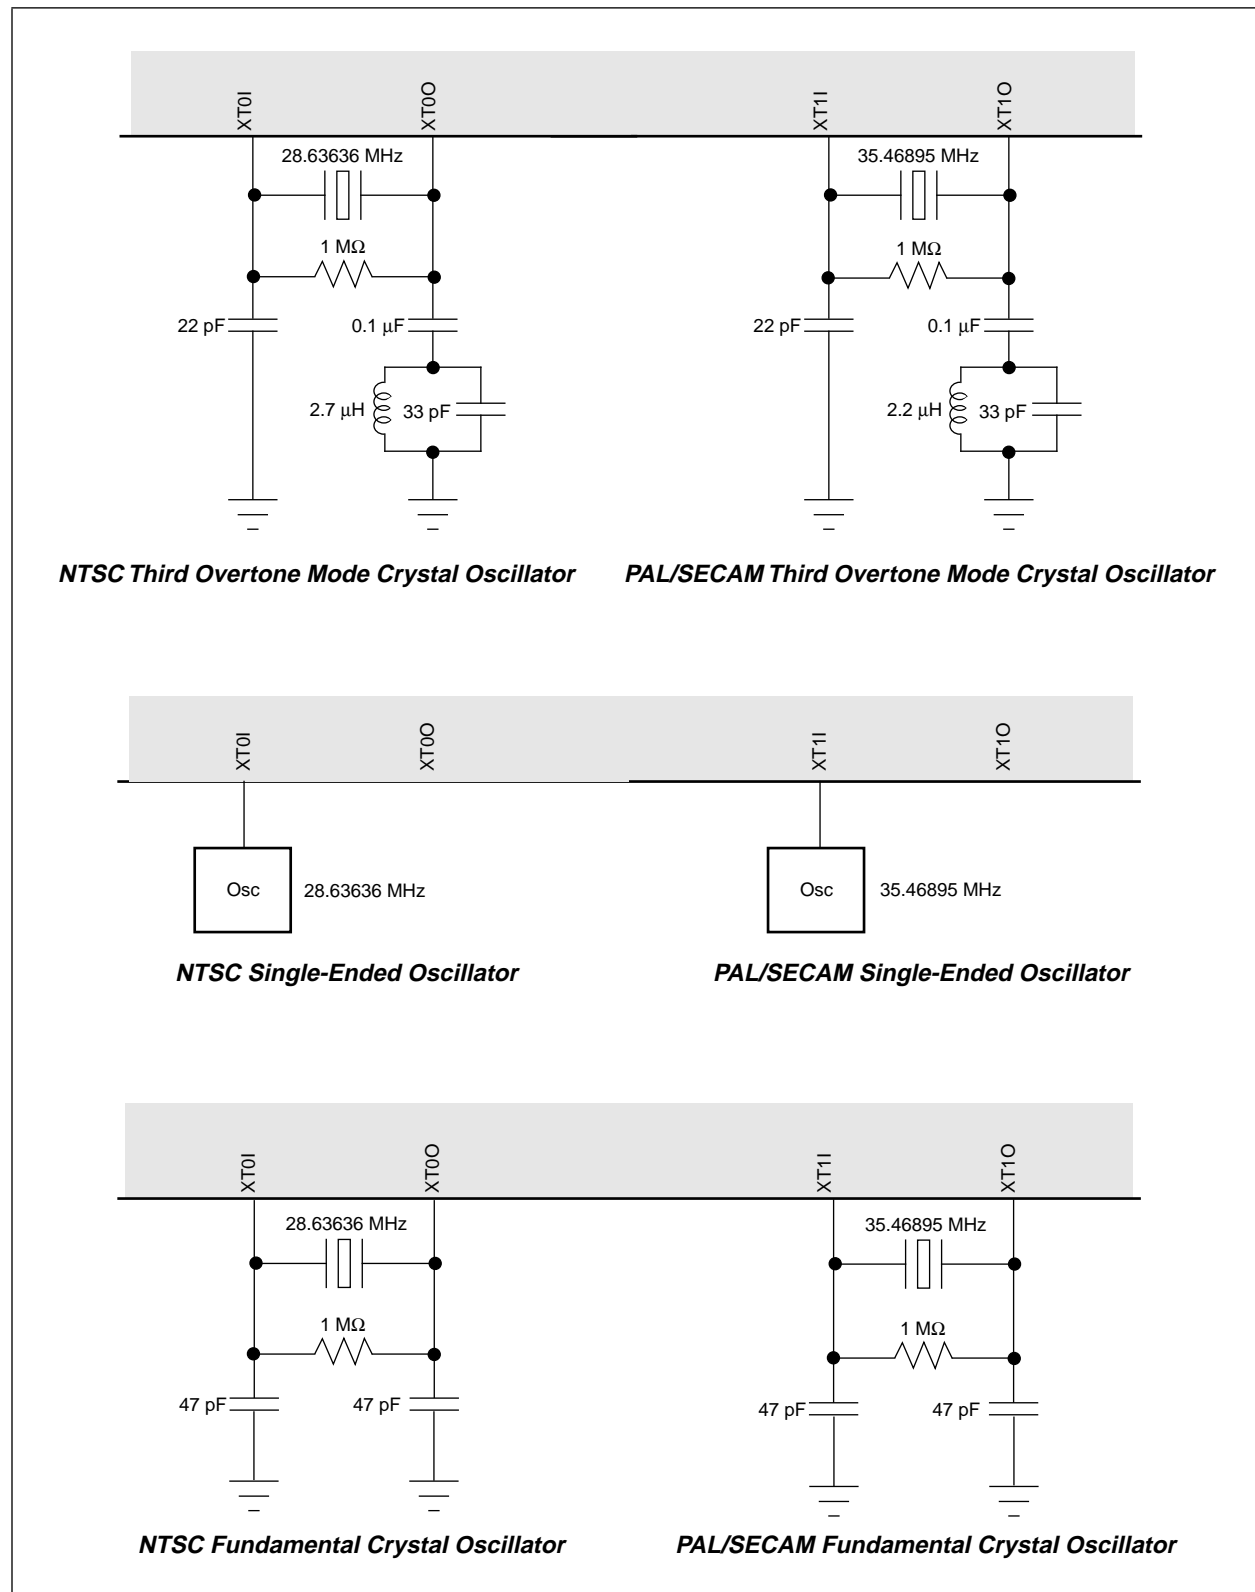 XT0I
XT0O
XT1I
XT1O
28.63636 MHz
35.46895 MHz
1 MΩ
1 MΩ
22 pF
0.1 μF
22 pF
0.1 μF
2.7 μH
33 pF
2.2 μH
33 pF
NTSC Third Overtone Mode Crystal Oscillator
PAL/SECAM Third Overtone Mode Crystal Oscillator
XT0I
XT0O
XT1I
XT1O
Osc
28.63636 MHz
Osc
35.46895 MHz
NTSC Single-Ended Oscillator
PAL/SECAM Single-Ended Oscillator
XT0I
XT0O
XT1I
XT1O
28.63636 MHz
35.46895 MHz
1 MΩ
1 MΩ
47 pF
47 pF
47 pF
47 pF
NTSC Fundamental Crystal Oscillator
PAL/SECAM Fundamental Crystal Oscillator